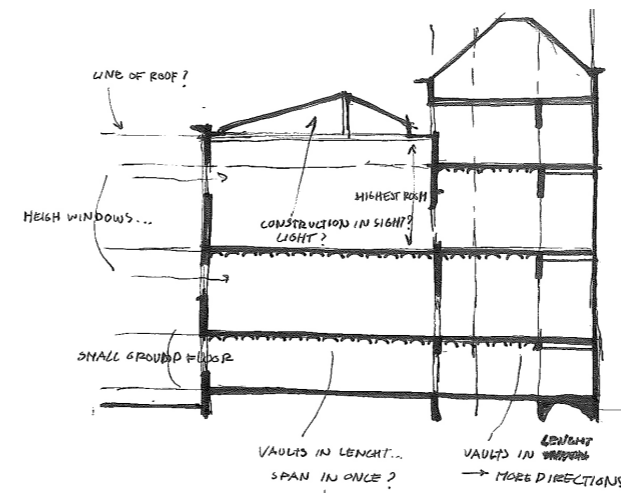 LINE OF ROOF?
HIGHEST ROOM
HEIGH WINDOWS...
CONSTRUCTION IN SIGHT?
LIGHT?
SMALL GROUND FLOOR
VAULTS IN LENGHT...
SPAN IN ONCE?
VAULTS IN LENGHT
→ MORE DIRECTIONS